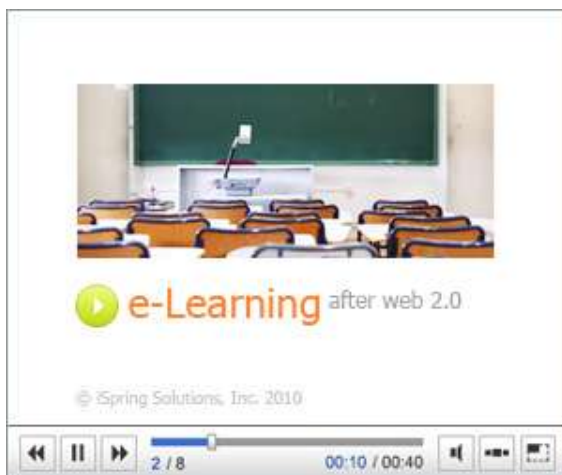 e-Learning after web 2.0
© iSpring Solutions, Inc. 2010
2 / 8 00:10 / 00:40